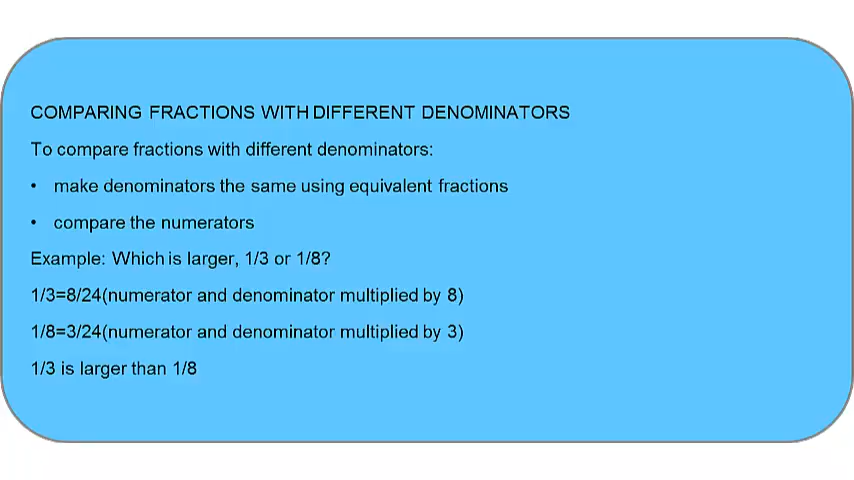 COMPARING FRACTIONS WITH DIFFERENT DENOMINATORS
To compare fractions with different denominators:
• make denominators the same using equivalent fractions
• compare the numerators
Example: Which is larger, 1/3 or 1/8?
1/3=8/24(numerator and denominator multiplied by 8)
1/8=3/24(numerator and denominator multiplied by 3)
1/3 is larger than 1/8